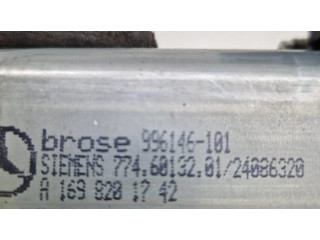 brose 996146-101
SIEMENS 774.60132.01/24086320
A 169 820 17 42